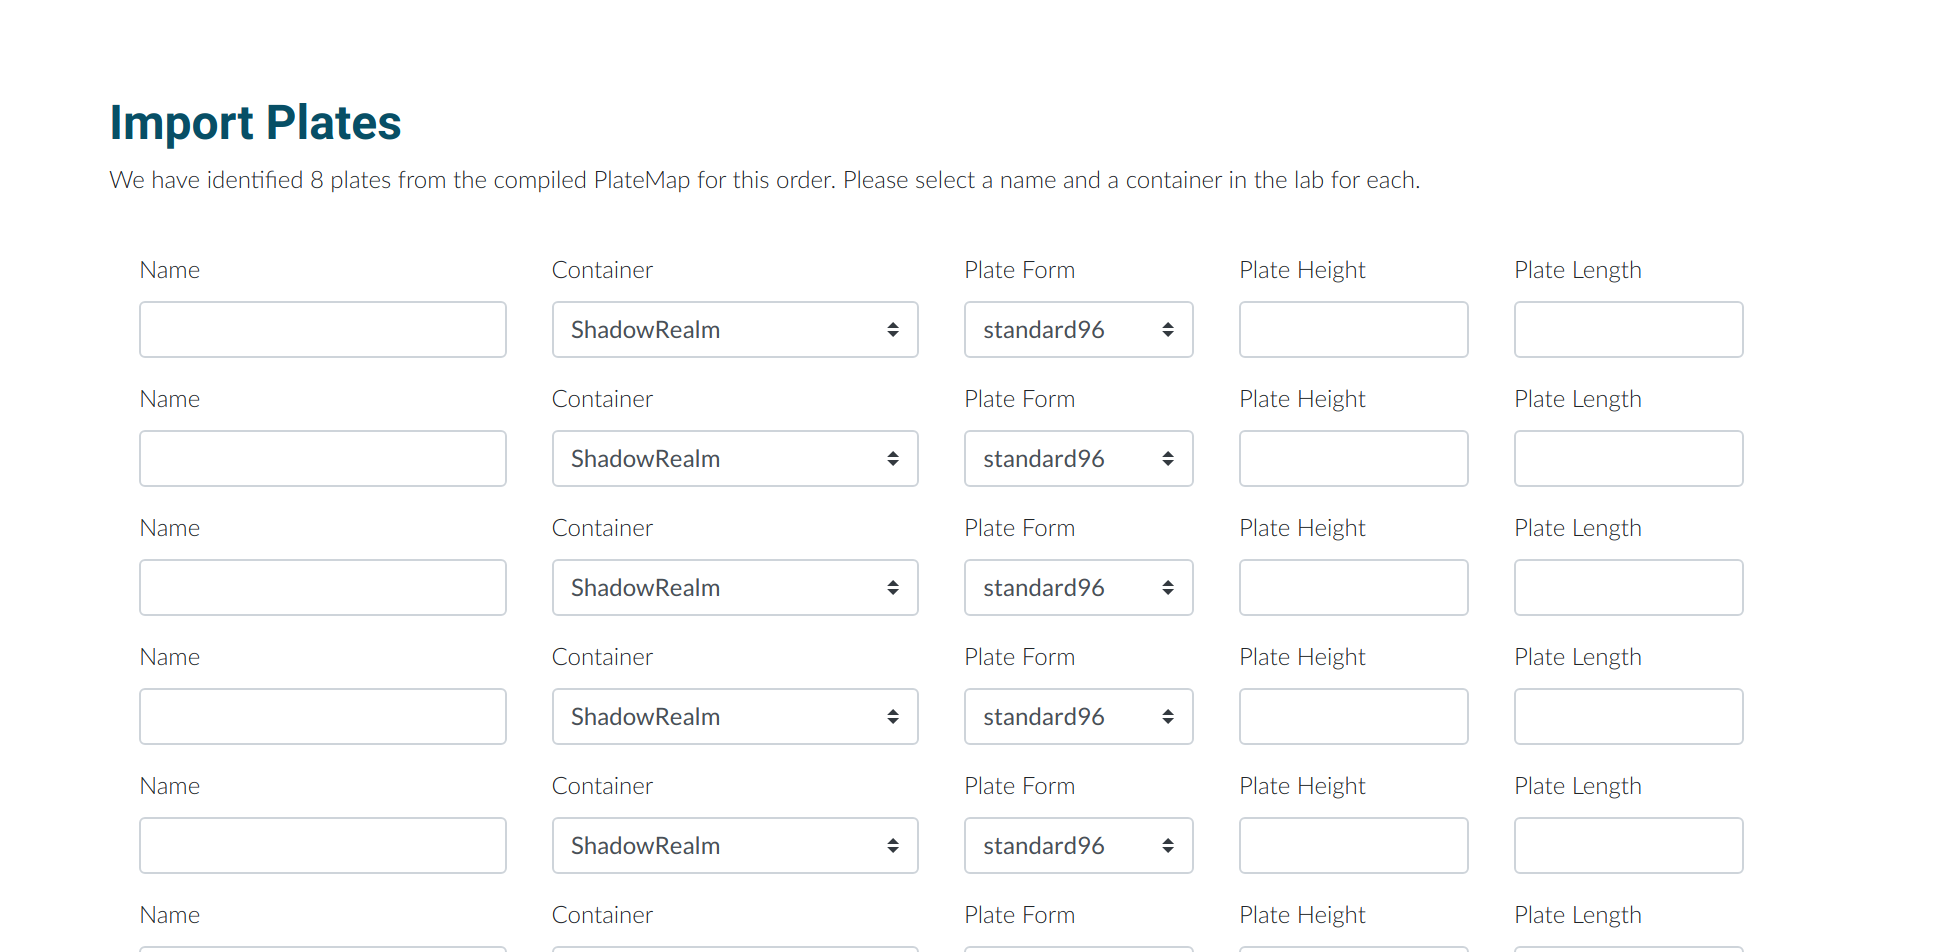 Import Plates
We have identified 8 plates from the compiled PlateMap for this order. Please select a name and a container in the lab for each.
Name Container Plate Form Plate Height Plate Length
ShadowRealm standard96
Name Container Plate Form Plate Height Plate Length
ShadowRealm standard96
Name Container Plate Form Plate Height Plate Length
ShadowRealm standard96
Name Container Plate Form Plate Height Plate Length
ShadowRealm standard96
Name Container Plate Form Plate Height Plate Length
ShadowRealm standard96
Name Container Plate Form Plate Height Plate Length